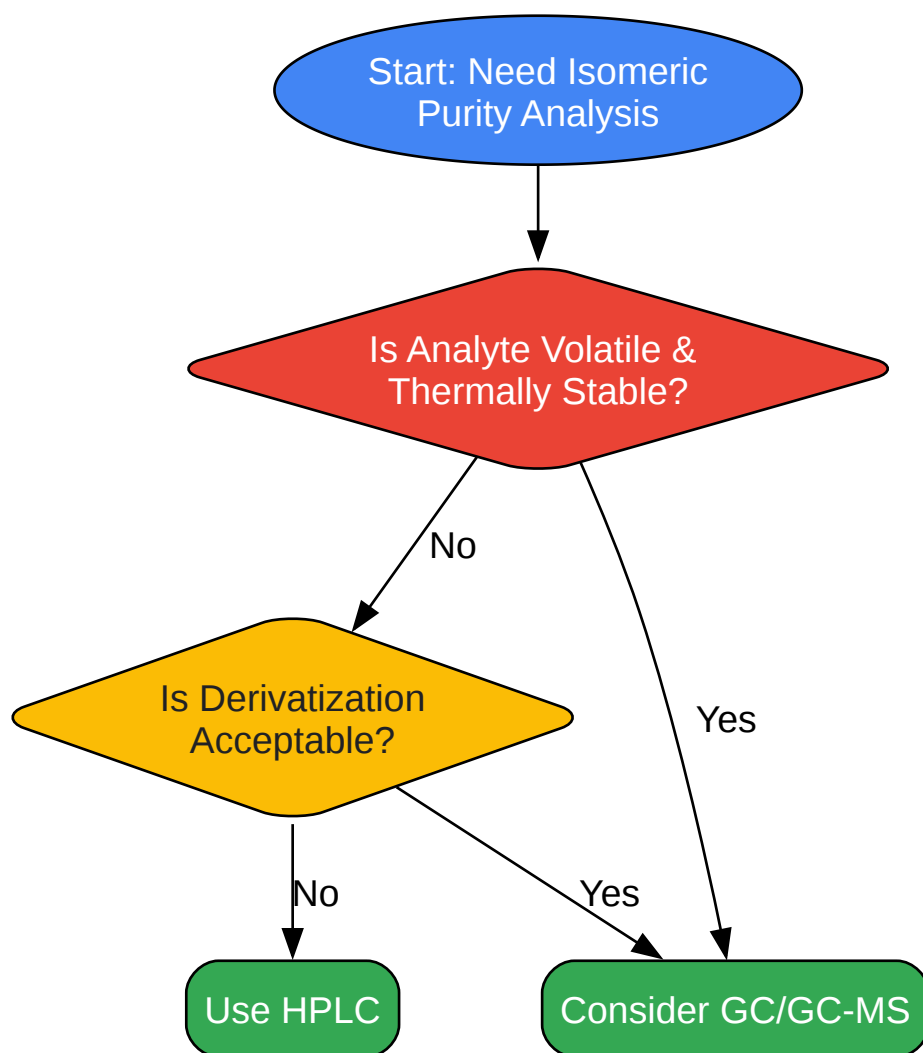 Start: Need Isomeric
Purity Analysis
Is Analyte Volatile &
Thermally Stable?
No
Is Derivatization
Acceptable?
Yes
No
Yes
Use HPLC
Consider GC/GC-MS